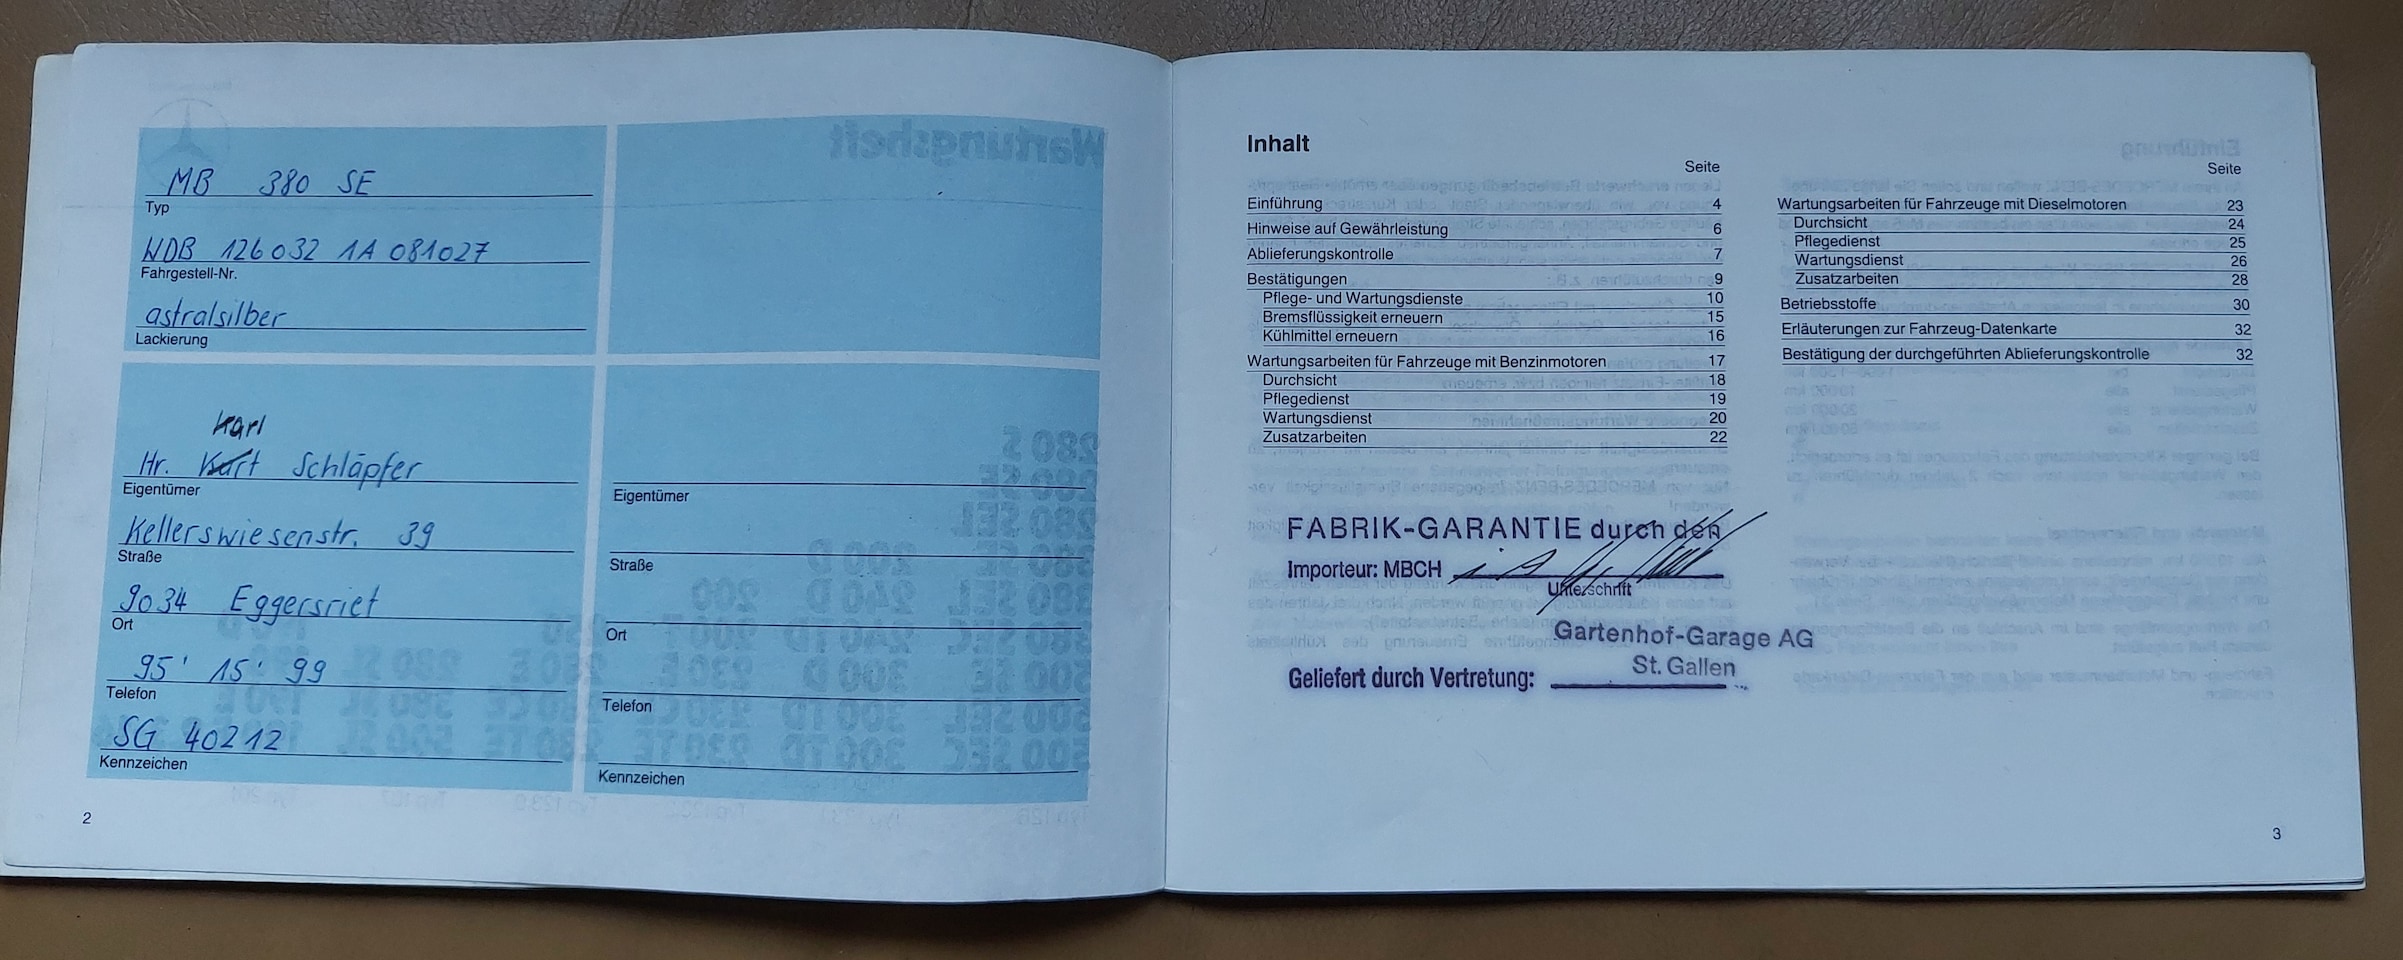 MB 380 SE
Typ
WDB 126032 1A 081027
Fahrgestell-Nr.
astralsilber
Lackierung
Karl
Hr. Kurt Schläpfer
Eigentümer
Kellerswiesenstr. 39
Straße
9034 Eggersriet
Ort
95' 15' 99
Telefon
SG 40212
Kennzeichen
2
Eigentümer
Straße
Ort
Telefon
Kennzeichen
Inhalt
Seite
Einführung 4
Hinweise auf Gewährleistung 6
Ablieferungskontrolle 7
Bestätigungen 9
Pflege- und Wartungsdienste 10
Bremsflüssigkeit erneuern 15
Kühlmittel erneuern 16
Wartungsarbeiten für Fahrzeuge mit Benzinmotoren 17
Durchsicht 18
Pflegedienst 19
Wartungsdienst 20
Zusatzarbeiten 22
Seite
Wartungsarbeiten für Fahrzeuge mit Dieselmotoren 23
Durchsicht 24
Pflegedienst 25
Wartungsdienst 26
Zusatzarbeiten 28
Betriebsstoffe 30
Erläuterungen zur Fahrzeug-Datenkarte 32
Bestätigung der durchgeführten Ablieferungskontrolle 32
FABRIK-GARANTIE durch den
Importeur: MBCH
Unterschrift
Gartenhof-Garage AG
St. Gallen
Geliefert durch Vertretung:
3